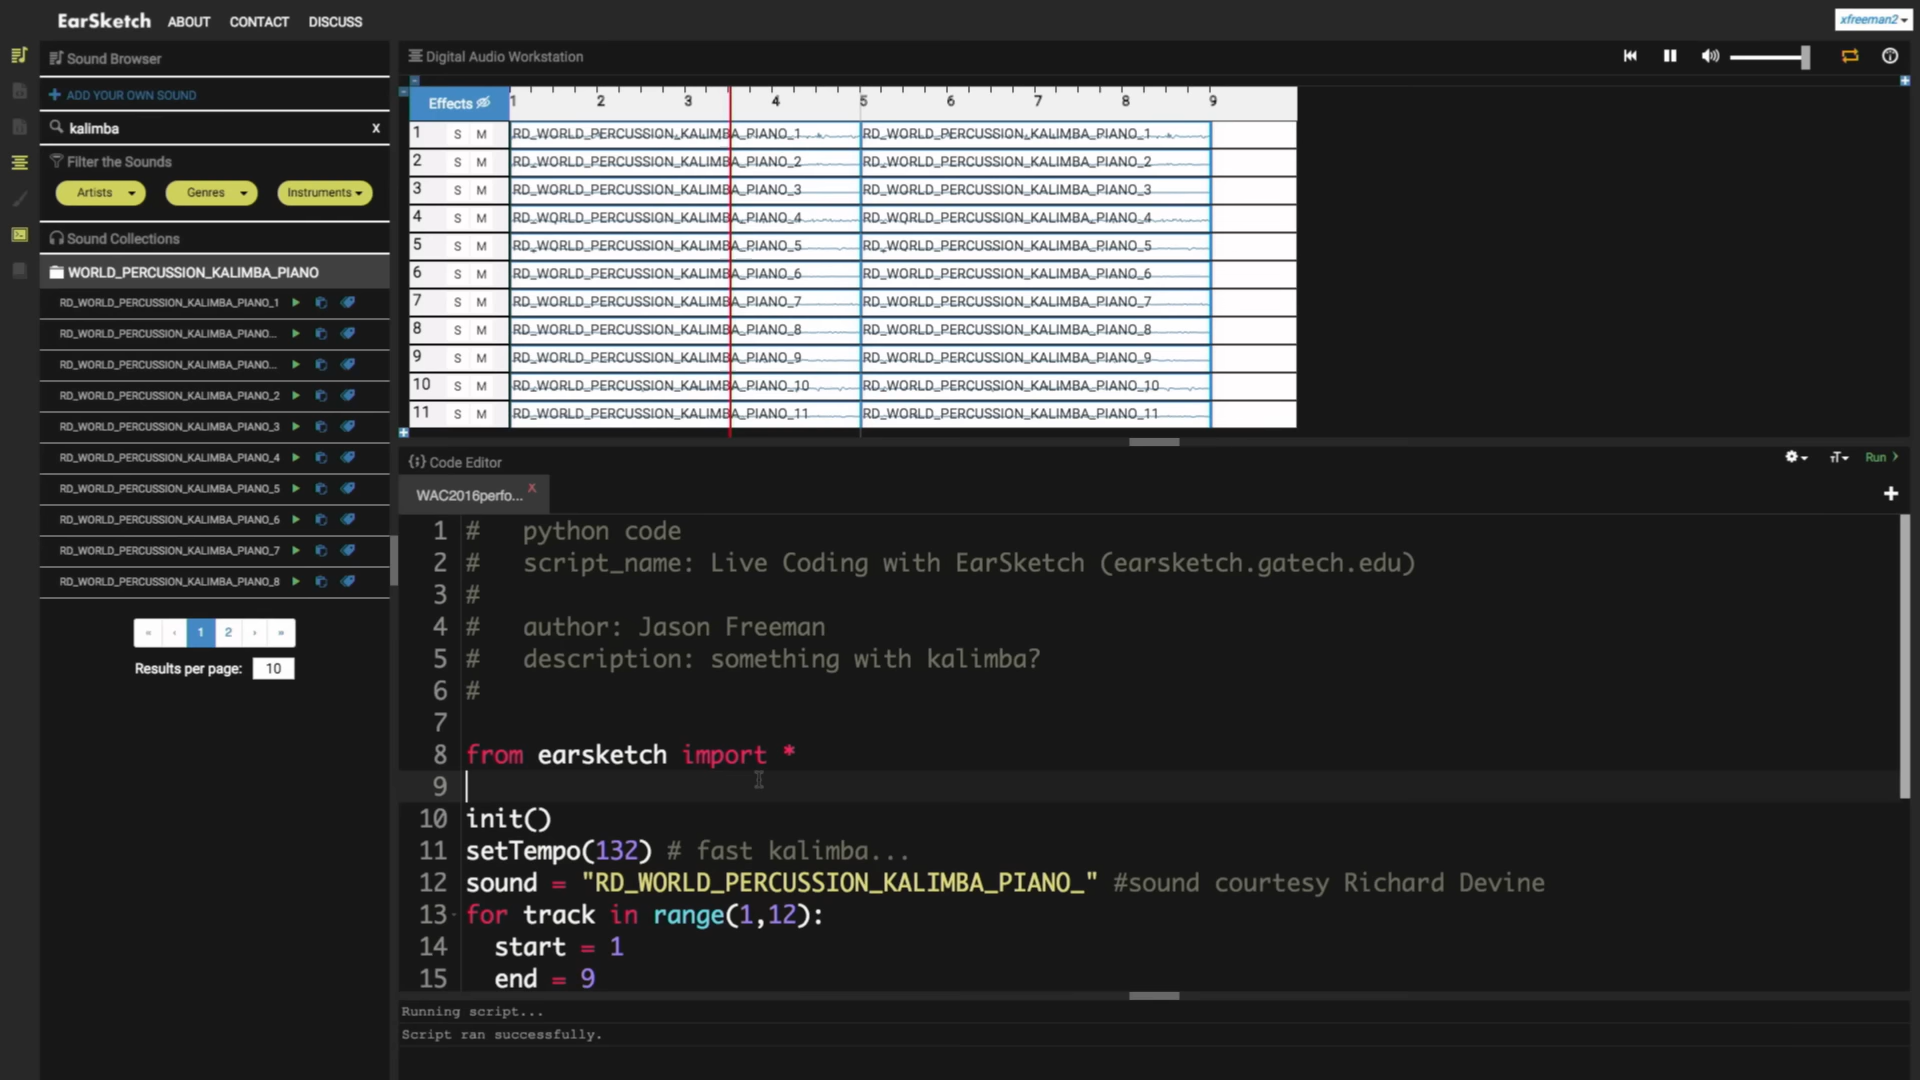 EarSketch ABOUT CONTACT DISCUSS
xfreeman2
Sound Browser
ADD YOUR OWN SOUND
kalimba x
Filter the Sounds
Artists Genres Instruments
Sound Collections
WORLD_PERCUSSION_KALIMBA_PIANO
RD_WORLD_PERCUSSION_KALIMBA_PIANO_1
RD_WORLD_PERCUSSION_KALIMBA_PIANO...
RD_WORLD_PERCUSSION_KALIMBA_PIANO...
RD_WORLD_PERCUSSION_KALIMBA_PIANO_2
RD_WORLD_PERCUSSION_KALIMBA_PIANO_3
RD_WORLD_PERCUSSION_KALIMBA_PIANO_4
RD_WORLD_PERCUSSION_KALIMBA_PIANO_5
RD_WORLD_PERCUSSION_KALIMBA_PIANO_6
RD_WORLD_PERCUSSION_KALIMBA_PIANO_7
RD_WORLD_PERCUSSION_KALIMBA_PIANO_8
« ‹ 1 2 › »
Results per page: 10
Digital Audio Workstation
Effects 1 2 3 4 5 6 7 8 9
1 S M RD_WORLD_PERCUSSION_KALIMBA_PIANO_1 RD_WORLD_PERCUSSION_KALIMBA_PIANO_1
2 S M RD_WORLD_PERCUSSION_KALIMBA_PIANO_2 RD_WORLD_PERCUSSION_KALIMBA_PIANO_2
3 S M RD_WORLD_PERCUSSION_KALIMBA_PIANO_3 RD_WORLD_PERCUSSION_KALIMBA_PIANO_3
4 S M RD_WORLD_PERCUSSION_KALIMBA_PIANO_4 RD_WORLD_PERCUSSION_KALIMBA_PIANO_4
5 S M RD_WORLD_PERCUSSION_KALIMBA_PIANO_5 RD_WORLD_PERCUSSION_KALIMBA_PIANO_5
6 S M RD_WORLD_PERCUSSION_KALIMBA_PIANO_6 RD_WORLD_PERCUSSION_KALIMBA_PIANO_6
7 S M RD_WORLD_PERCUSSION_KALIMBA_PIANO_7 RD_WORLD_PERCUSSION_KALIMBA_PIANO_7
8 S M RD_WORLD_PERCUSSION_KALIMBA_PIANO_8 RD_WORLD_PERCUSSION_KALIMBA_PIANO_8
9 S M RD_WORLD_PERCUSSION_KALIMBA_PIANO_9 RD_WORLD_PERCUSSION_KALIMBA_PIANO_9
10 S M RD_WORLD_PERCUSSION_KALIMBA_PIANO_10 RD_WORLD_PERCUSSION_KALIMBA_PIANO_10
11 S M RD_WORLD_PERCUSSION_KALIMBA_PIANO_11 RD_WORLD_PERCUSSION_KALIMBA_PIANO_11
{;} Code Editor
Run
WAC2016perfo... x
1 # python code
2 # script_name: Live Coding with EarSketch (earsketch.gatech.edu)
3 #
4 # author: Jason Freeman
5 # description: something with kalimba?
6 #
7
8 from earsketch import *
9
10 init()
11 setTempo(132) # fast kalimba...
12 sound = "RD_WORLD_PERCUSSION_KALIMBA_PIANO_" #sound courtesy Richard Devine
13 for track in range(1,12):
14 start = 1
15 end = 9
Running script...
Script ran successfully.